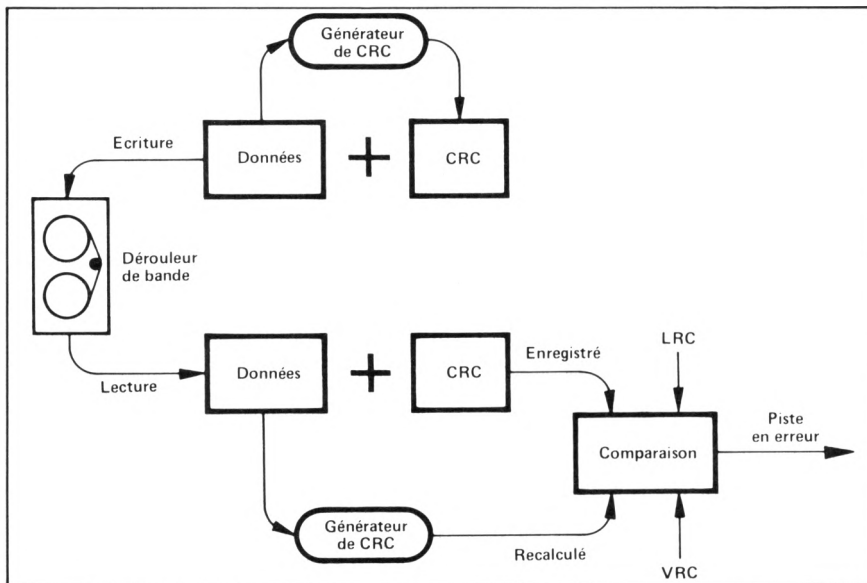 Générateur
de CRC
Ecriture
Données
+
CRC
Dérouleur
de bande
Lecture
Données
+
CRC
Enregistré
LRC
Comparaison
Piste
en erreur
Générateur
de CRC
Recalculé
VRC